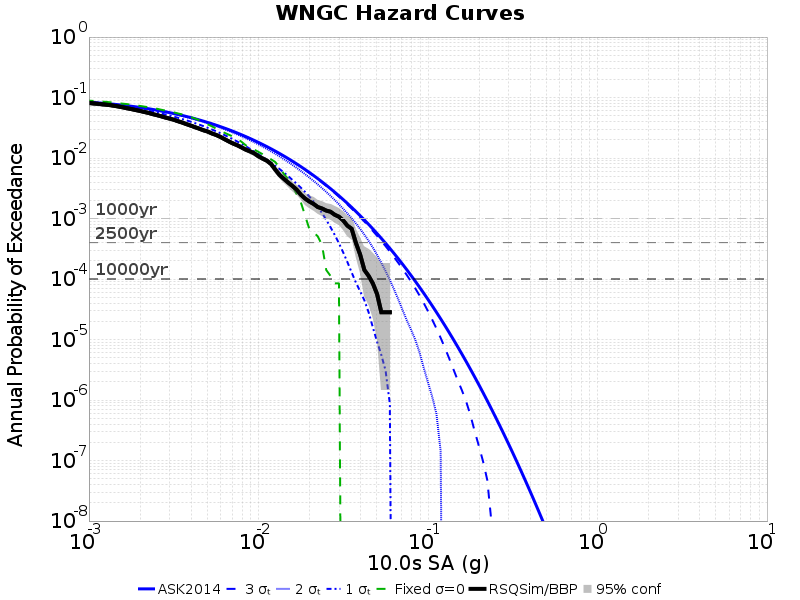 WNGC Hazard Curves
Annual Probability of Exceedance
10^0
10^-1
10^-2
10^-3
10^-4
10^-5
10^-6
10^-7
10^-8
1000yr
2500yr
10000yr
10^-3 10^-2 10^-1 10^0 10^1
10.0s SA (g)
ASK2014 3 σₜ 2 σₜ 1 σₜ Fixed σ=0 RSQSim/BBP 95% conf